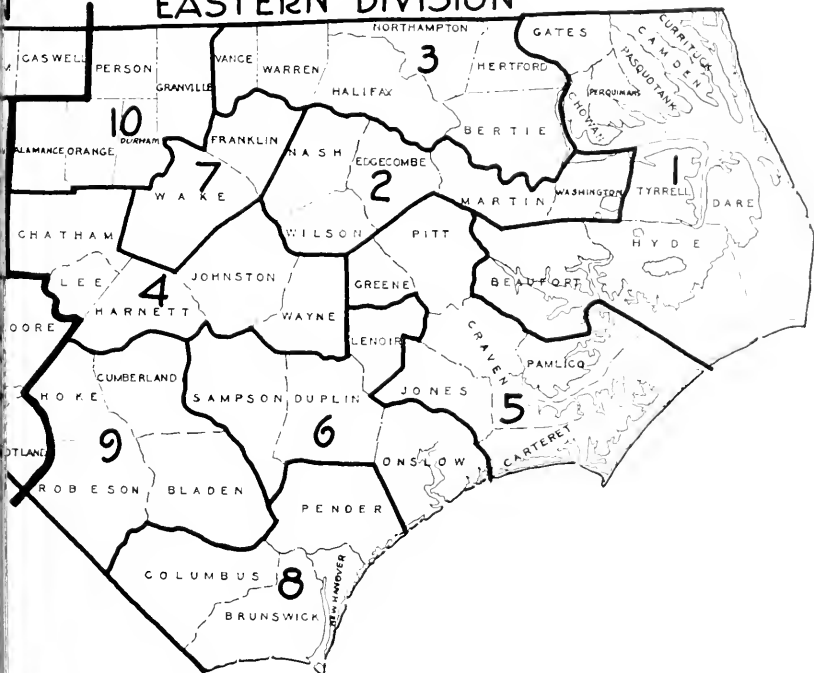 EASTERN DIVISION
NORTHAMPTON
GATES
CURRITUCK
CAMDEN
PASQUOTANK
PERQUIMANS
CHOWAN
3
HERTFORD
VANCE
WARREN
HALIFAX
BERTIE
CASWELL
PERSON
GRANVILLE
10
DURHAM
ALAMANCE
ORANGE
FRANKLIN
7
WAKE
NASH
EDGECOMBE
2
WILSON
MARTIN
WASHINGTON
1
TYRRELL
DARE
HYDE
BEAUFORT
PITT
GREENE
CHATHAM
LEE
4
HARNETT
JOHNSTON
WAYNE
LENOIR
CRAVEN
PAMLICO
JONES
5
CARTERET
OORE
HOKE
CUMBERLAND
SAMPSON
DUPLIN
6
ONSLOW
9
OTLAND
ROBESON
BLADEN
PENDER
COLUMBUS
8
BRUNSWICK
NEW HANOVER